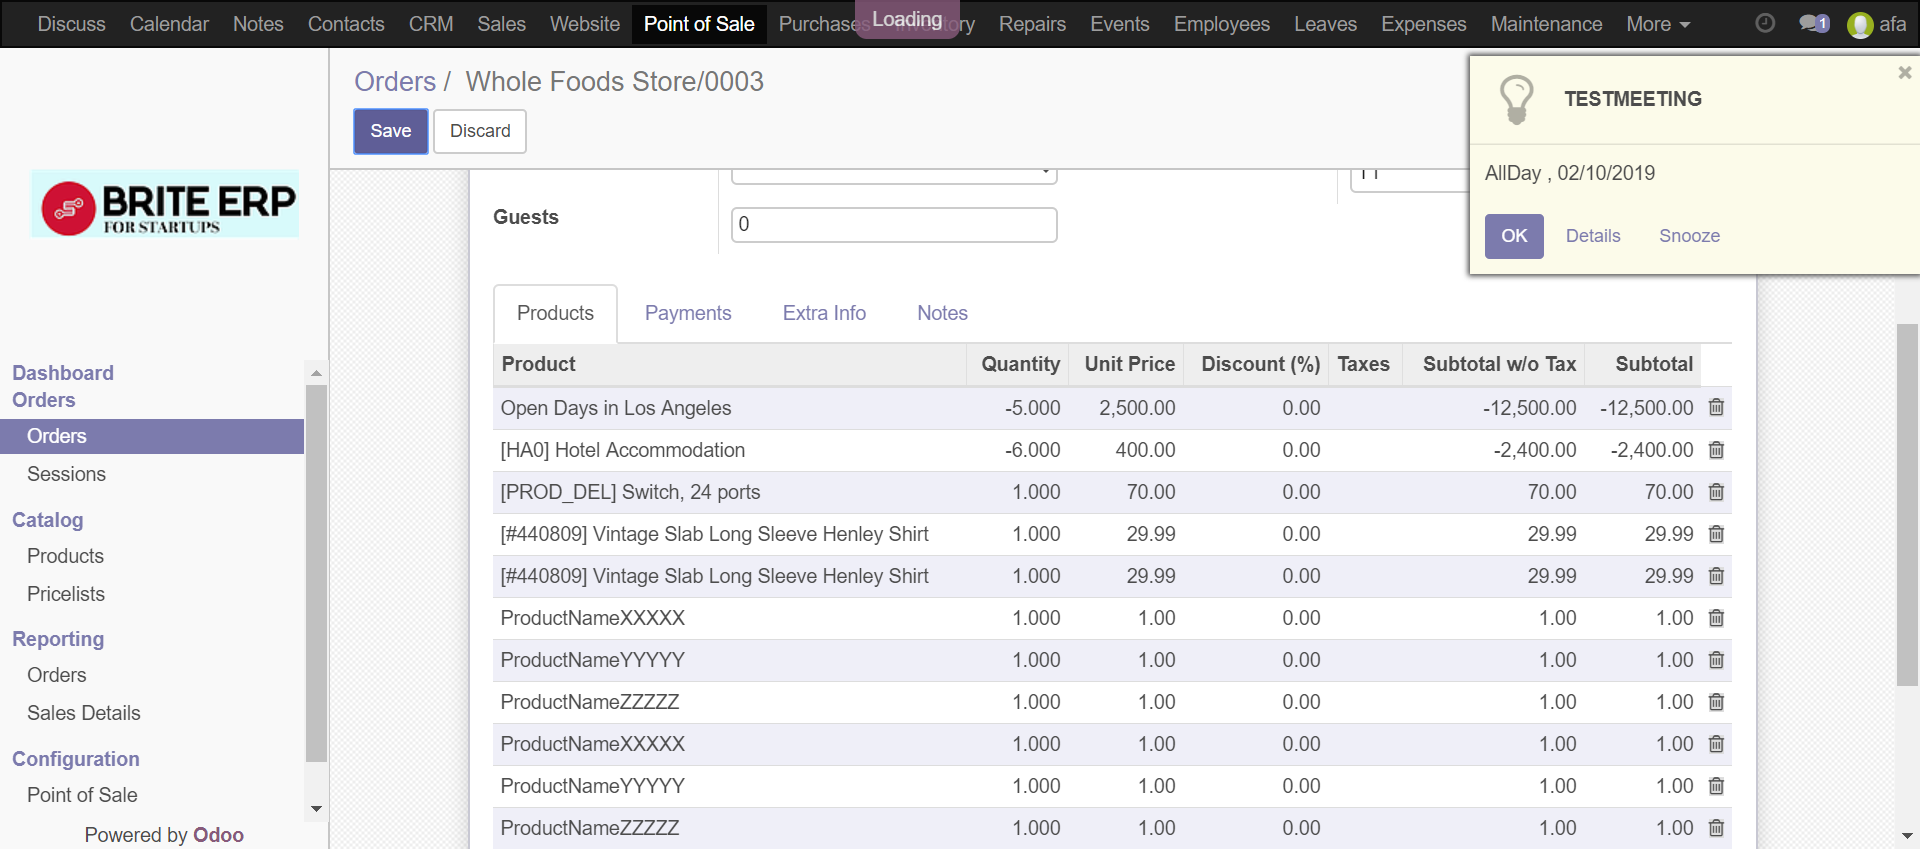 Discuss Calendar Notes Contacts CRM Sales Website Point of Sale Purchases Repairs Events Employees Leaves Expenses Maintenance More 1 afa
Loading
Orders / Whole Foods Store/0003
Save Discard
TESTMEETING
AllDay , 02/10/2019
OK Details Snooze
BRITE ERP
FOR STARTUPS
Guests 0
Products Payments Extra Info Notes
Product Quantity Unit Price Discount (%) Taxes Subtotal w/o Tax Subtotal
Open Days in Los Angeles -5.000 2,500.00 0.00 -12,500.00 -12,500.00
[HA0] Hotel Accommodation -6.000 400.00 0.00 -2,400.00 -2,400.00
[PROD_DEL] Switch, 24 ports 1.000 70.00 0.00 70.00 70.00
[#440809] Vintage Slab Long Sleeve Henley Shirt 1.000 29.99 0.00 29.99 29.99
[#440809] Vintage Slab Long Sleeve Henley Shirt 1.000 29.99 0.00 29.99 29.99
ProductNameXXXXX 1.000 1.00 0.00 1.00 1.00
ProductNameYYYYY 1.000 1.00 0.00 1.00 1.00
ProductNameZZZZZ 1.000 1.00 0.00 1.00 1.00
ProductNameXXXXX 1.000 1.00 0.00 1.00 1.00
ProductNameYYYYY 1.000 1.00 0.00 1.00 1.00
ProductNameZZZZZ 1.000 1.00 0.00 1.00 1.00
Dashboard
Orders
Orders
Sessions
Catalog
Products
Pricelists
Reporting
Orders
Sales Details
Configuration
Point of Sale
Powered by Odoo